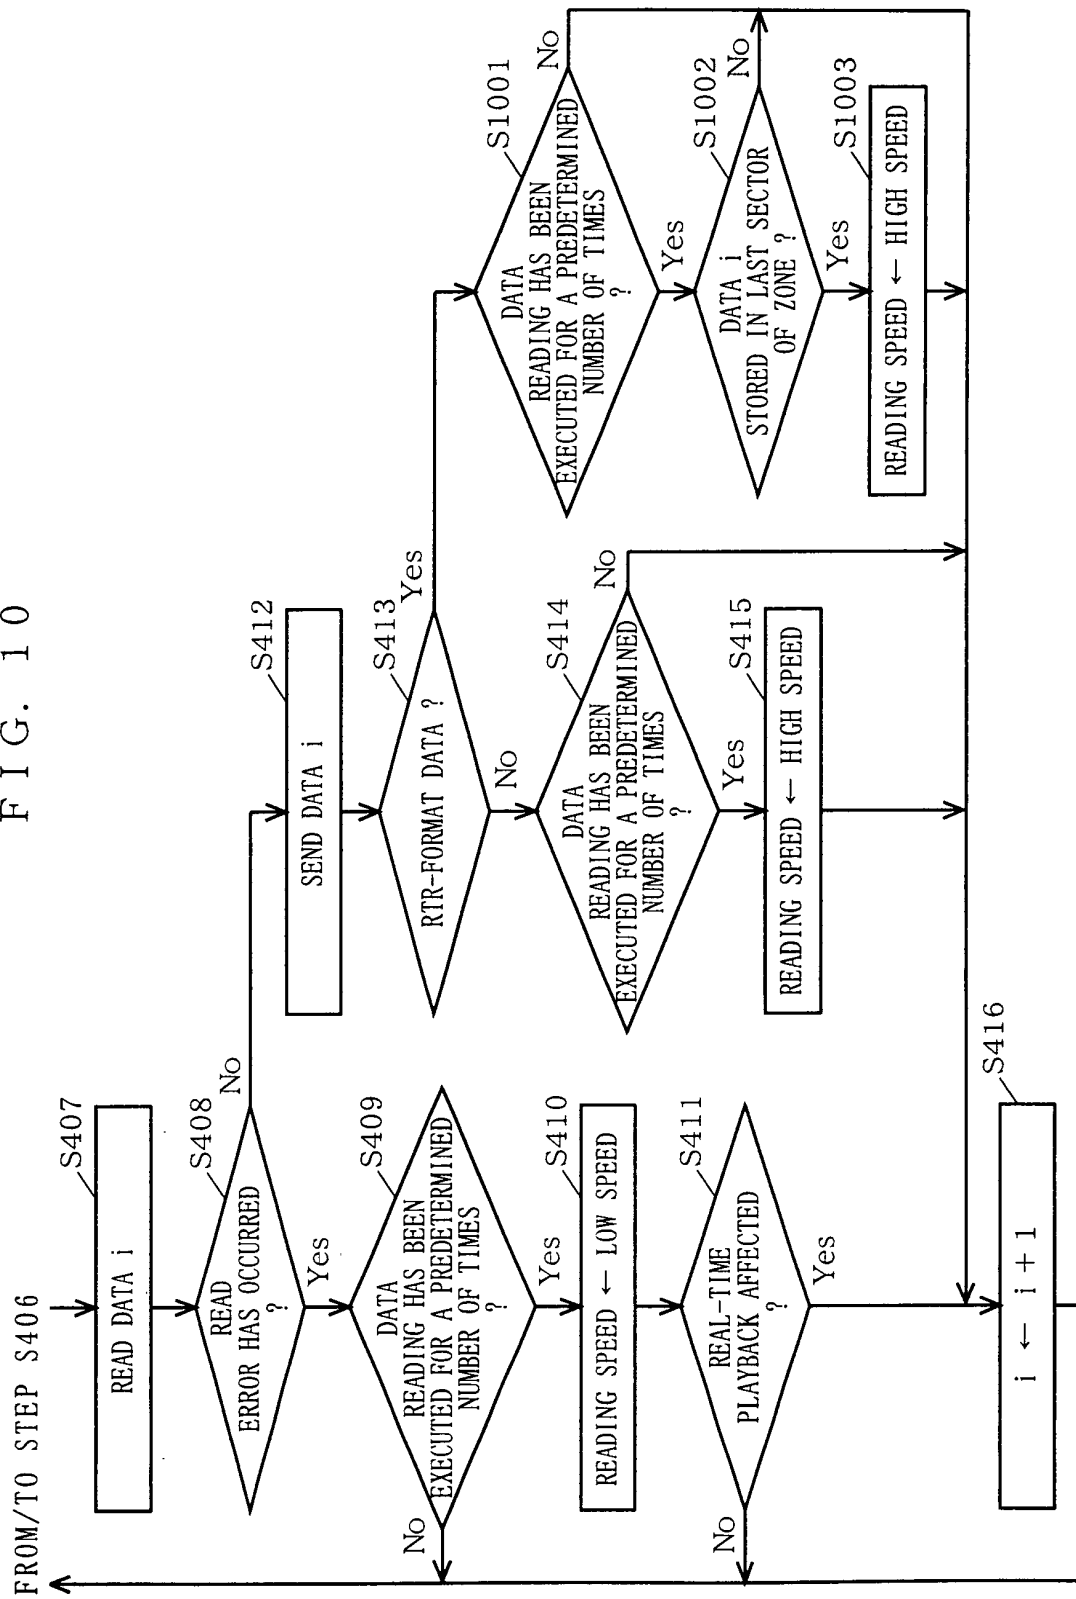 F I G. 1 0
FROM/TO STEP S406
S407
READ DATA i
S408
READ
ERROR HAS OCCURRED
?
No
Yes
S409
DATA
READING HAS BEEN
EXECUTED FOR A PREDETERMINED
NUMBER OF TIMES
?
No
Yes
S410
READING SPEED ← LOW SPEED
S411
REAL-TIME
PLAYBACK AFFECTED
?
No
Yes
S412
SEND DATA i
S413
RTR-FORMAT DATA ?
Yes
No
S414
DATA
READING HAS BEEN
EXECUTED FOR A PREDETERMINED
NUMBER OF TIMES
?
No
Yes
S415
READING SPEED ← HIGH SPEED
S1001
DATA
READING HAS BEEN
EXECUTED FOR A PREDETERMINED
NUMBER OF TIMES
?
No
Yes
S1002
DATA i
STORED IN LAST SECTOR
OF ZONE ?
No
Yes
S1003
READING SPEED ← HIGH SPEED
S416
i ← i + 1